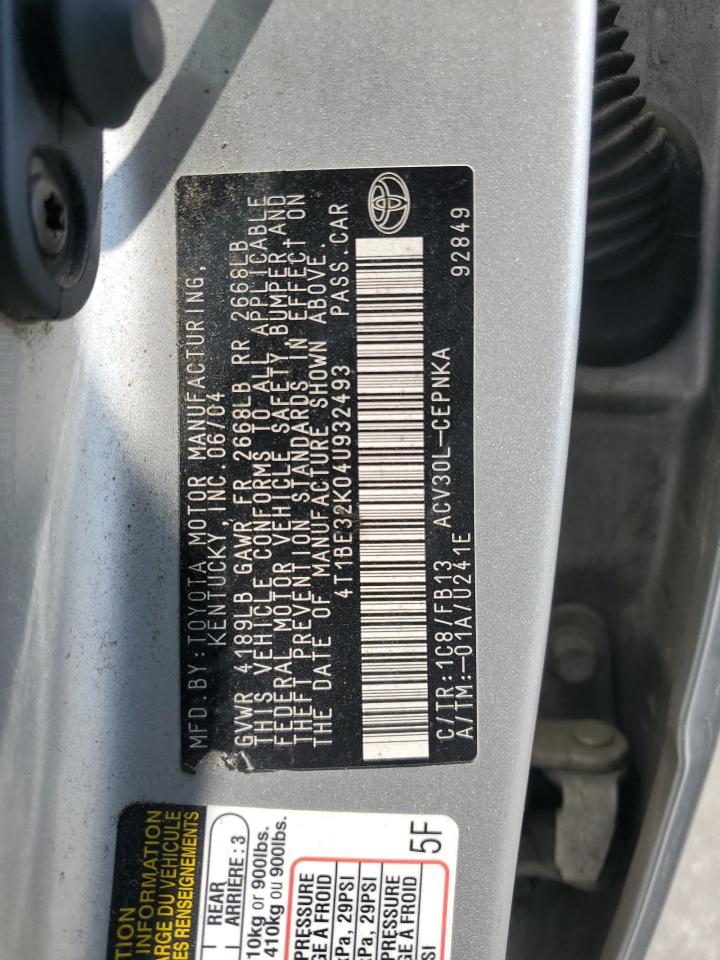 MFD.BY:TOYOTA MOTOR MANUFACTURING,
KENTUCKY, INC. 06/04
GVWR 4189LB GAWR FR 2668LB RR 2668LB
THIS VEHICLE CONFORMS TO ALL APPLICABLE
FEDERAL MOTOR VEHICLE SAFETY, BUMPER AND
THEFT PREVENTION STANDARDS IN EFFECT ON
THE DATE OF MANUFACTURE SHOWN ABOVE.
4T1BE32K04U932493 PASS.CAR
C/TR:1C8/FB13 ACV30L-CEPNKA
A/TM:-01A/U241E 92849
INFORMATION
REAR
ARRIERE:3
10kg or 900lbs.
410kg ou 900lbs.
PRESSURE
GE À FROID
kPa, 29PSI
kPa, 29PSI
PRESSURE
GE À FROID
5F